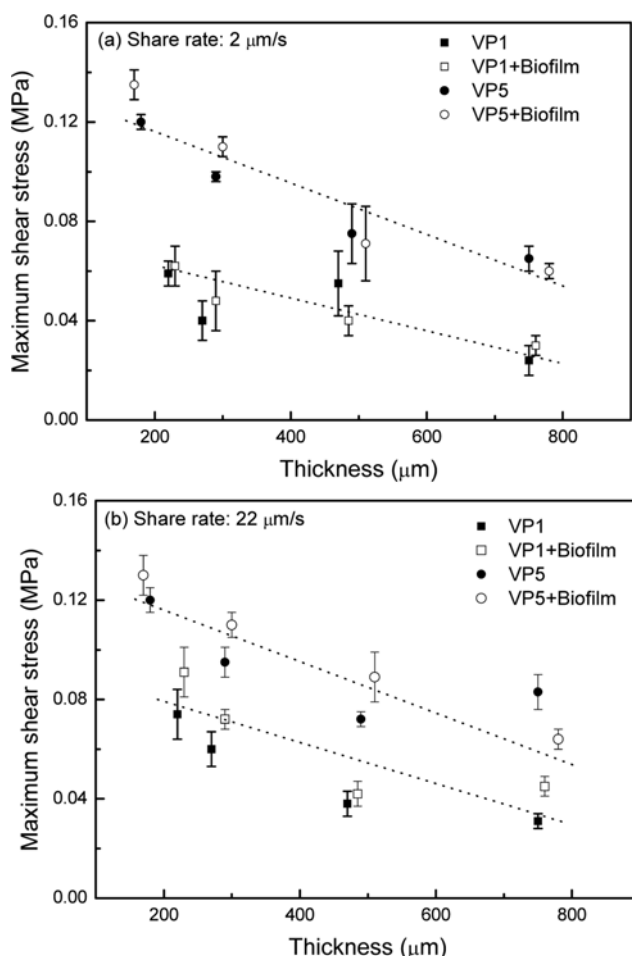 (a) Share rate: 2 μm/s
VP1
VP1+Biofilm
VP5
VP5+Biofilm
Maximum shear stress (MPa)
0.16
0.12
0.08
0.04
0.00
200 400 600 800
Thickness (μm)
(b) Share rate: 22 μm/s
VP1
VP1+Biofilm
VP5
VP5+Biofilm
Maximum shear stress (MPa)
0.16
0.12
0.08
0.04
0.00
200 400 600 800
Thickness (μm)